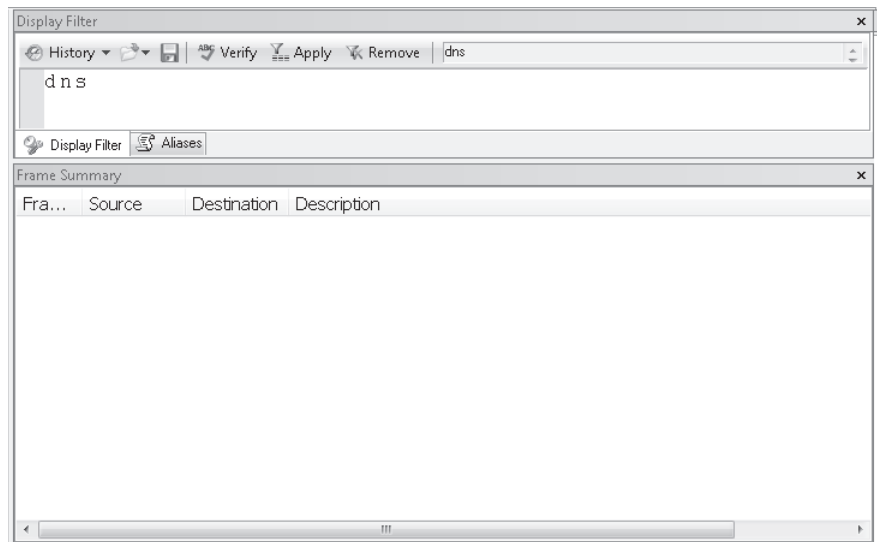 Display Filter
History Verify Apply Remove dns
dns
Display Filter Aliases
Frame Summary
Fra... Source Destination Description